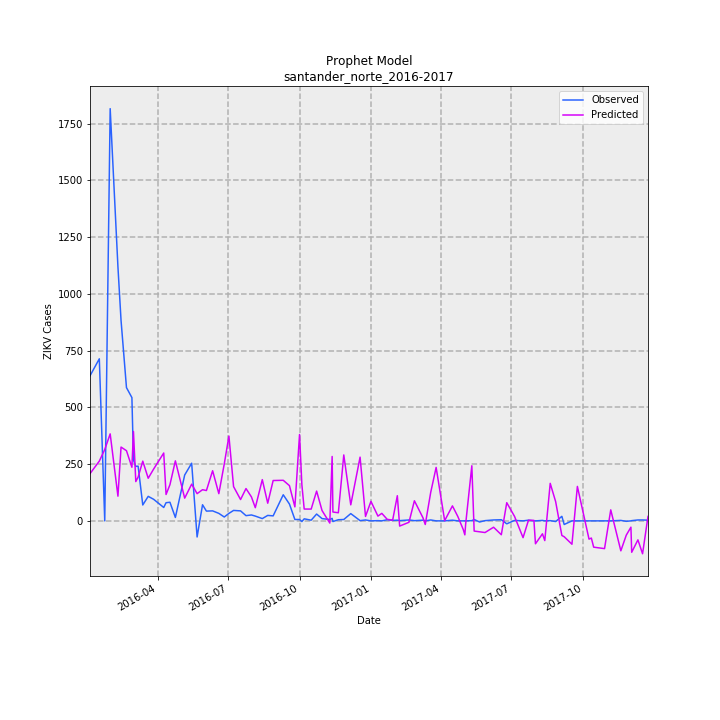 Prophet Model
santander_norte_2016-2017
Observed
Predicted
1750
1500
1250
1000
750
500
250
0
ZIKV Cases
2016-04
2016-07
2016-10
2017-01
2017-04
2017-07
2017-10
Date